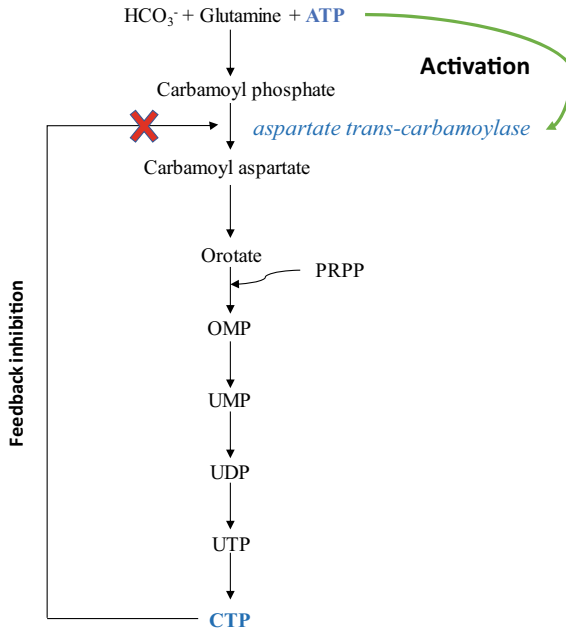 HCO₃⁻ + Glutamine + ATP
Activation
Carbamoyl phosphate
aspartate trans-carbamoylase
Carbamoyl aspartate
Orotate
PRPP
OMP
UMP
UDP
UTP
CTP
Feedback inhibition